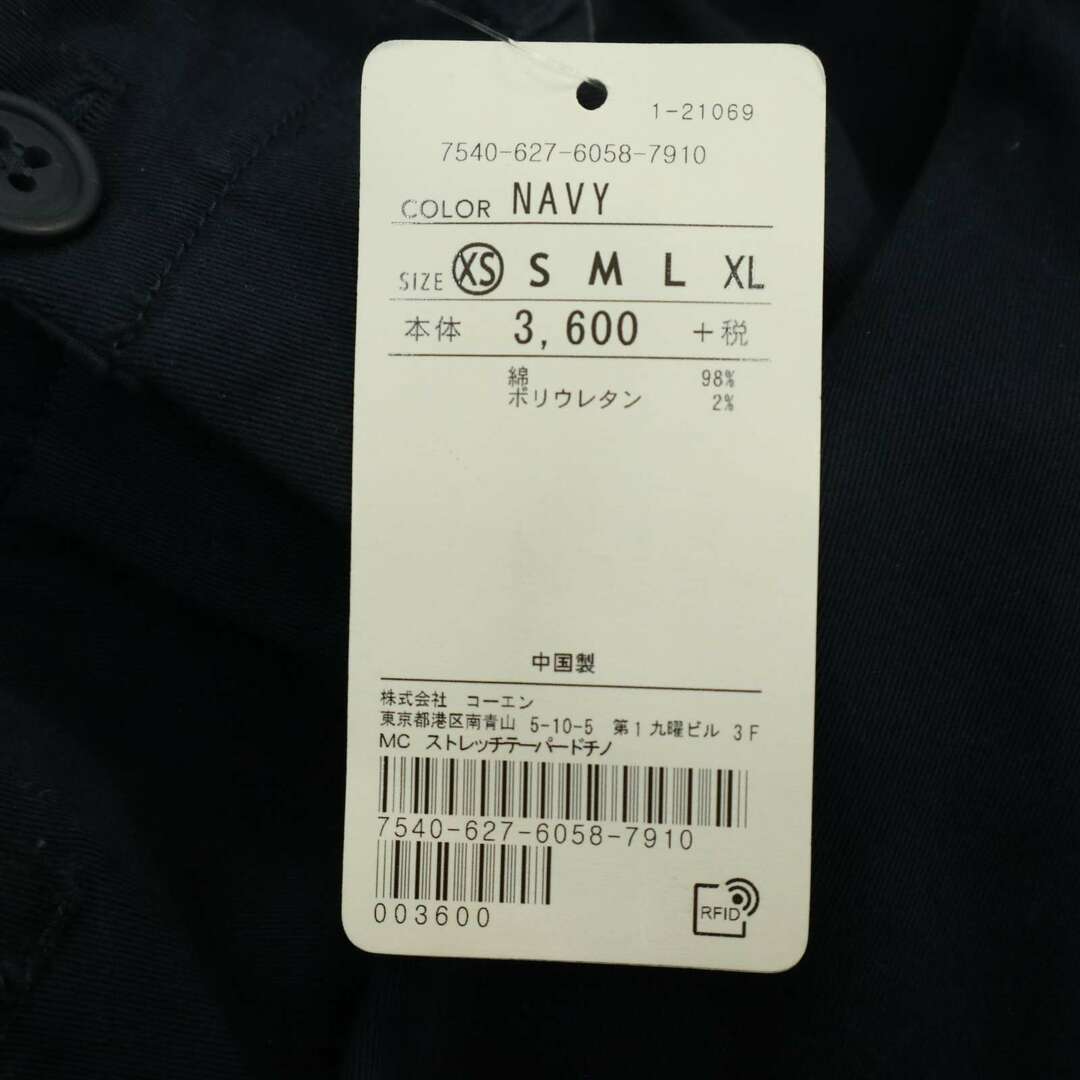 1-21069
7540-627-6058-7910
COLOR NAVY
SIZE XS S M L XL
本体 3,600 +税
綿 98%
ポリウレタン 2%
中国製
株式会社 コーエン
東京都港区南青山 5-10-5 第1九曜ビル 3F
MC ストレッチテーパードチノ
7540-627-6058-7910
003600
RFID